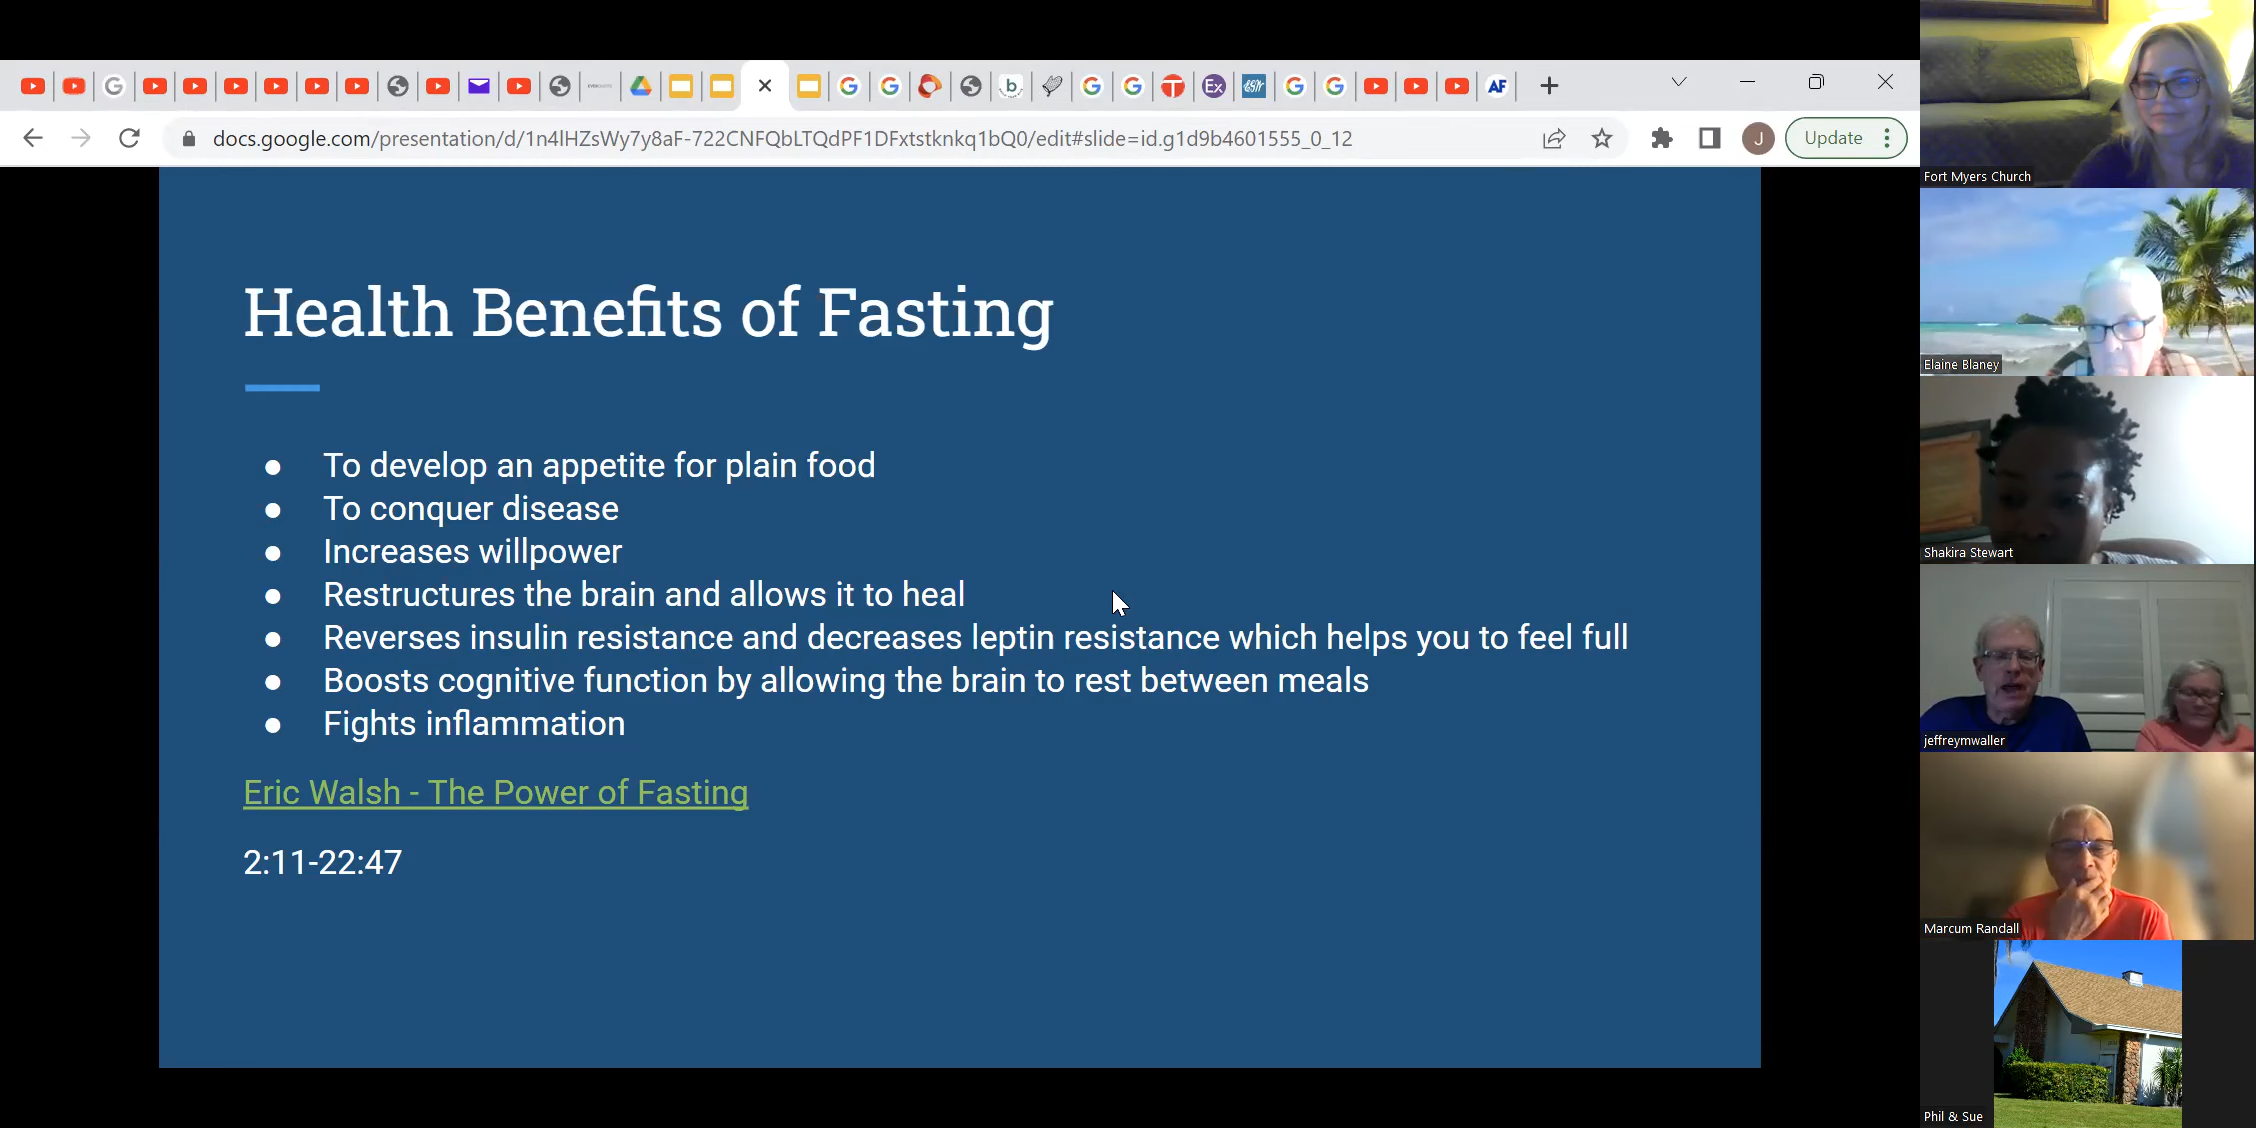 docs.google.com/presentation/d/1n4lHZsWy7y8aF-722CNFQbLTQdPF1DFxtstknkq1bQ0/edit#slide=id.g1d9b4601555_0_12
J
Update
b
Ex
AF
Health Benefits of Fasting
● To develop an appetite for plain food
● To conquer disease
● Increases willpower
● Restructures the brain and allows it to heal
● Reverses insulin resistance and decreases leptin resistance which helps you to feel full
● Boosts cognitive function by allowing the brain to rest between meals
● Fights inflammation
Eric Walsh - The Power of Fasting
2:11-22:47
Fort Myers Church
Elaine Blaney
Shakira Stewart
jeffreymwaller
Marcum Randall
Phil & Sue